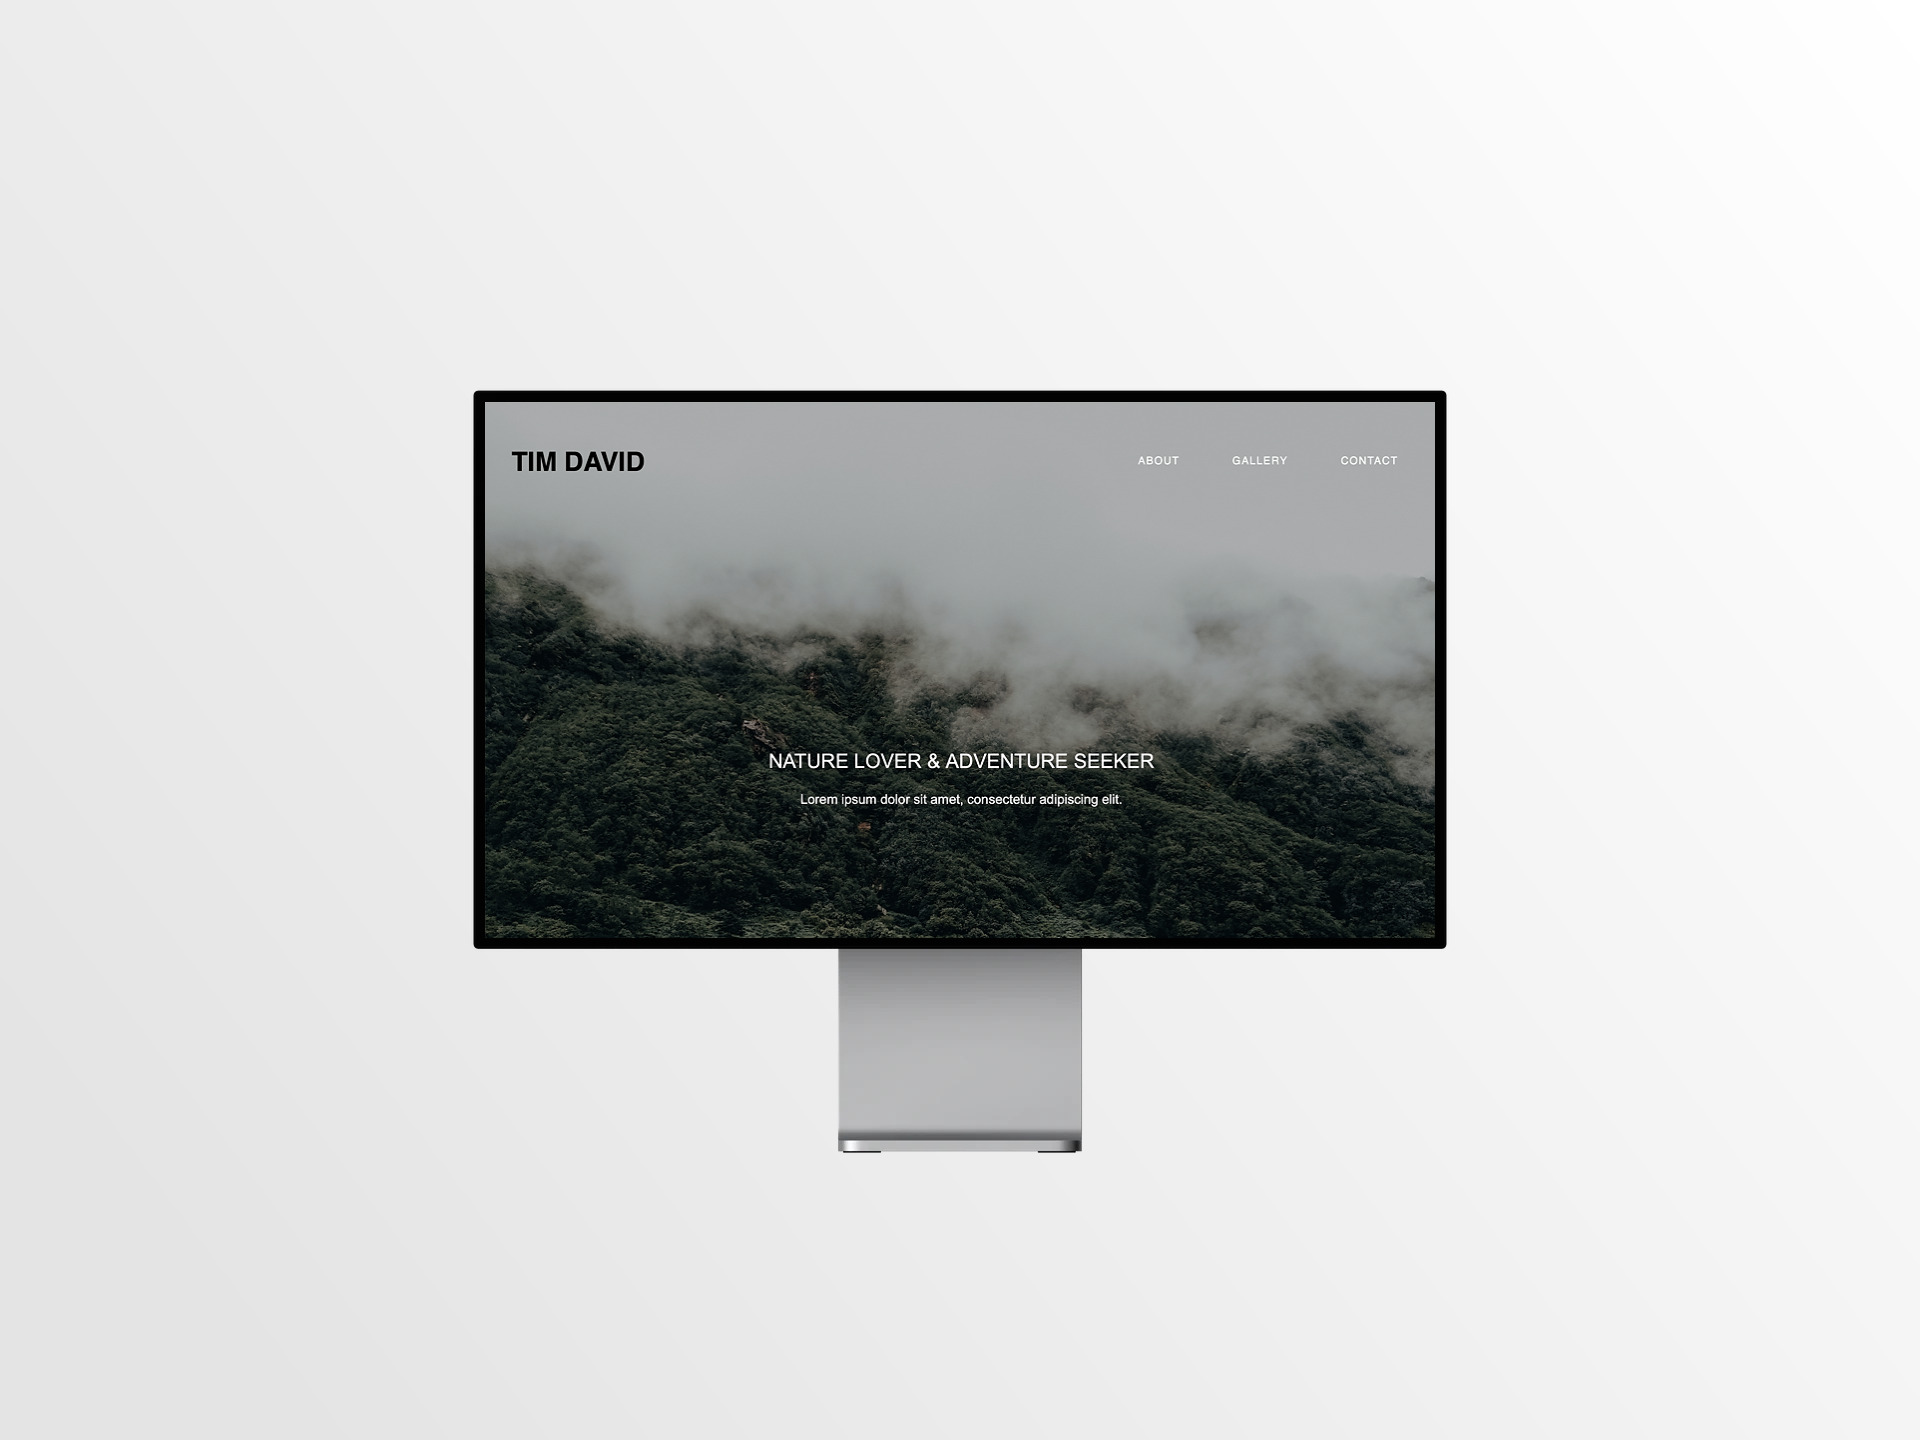 TIM DAVID
ABOUT GALLERY CONTACT
NATURE LOVER & ADVENTURE SEEKER
Lorem ipsum dolor sit amet, consectetur adipiscing elit.